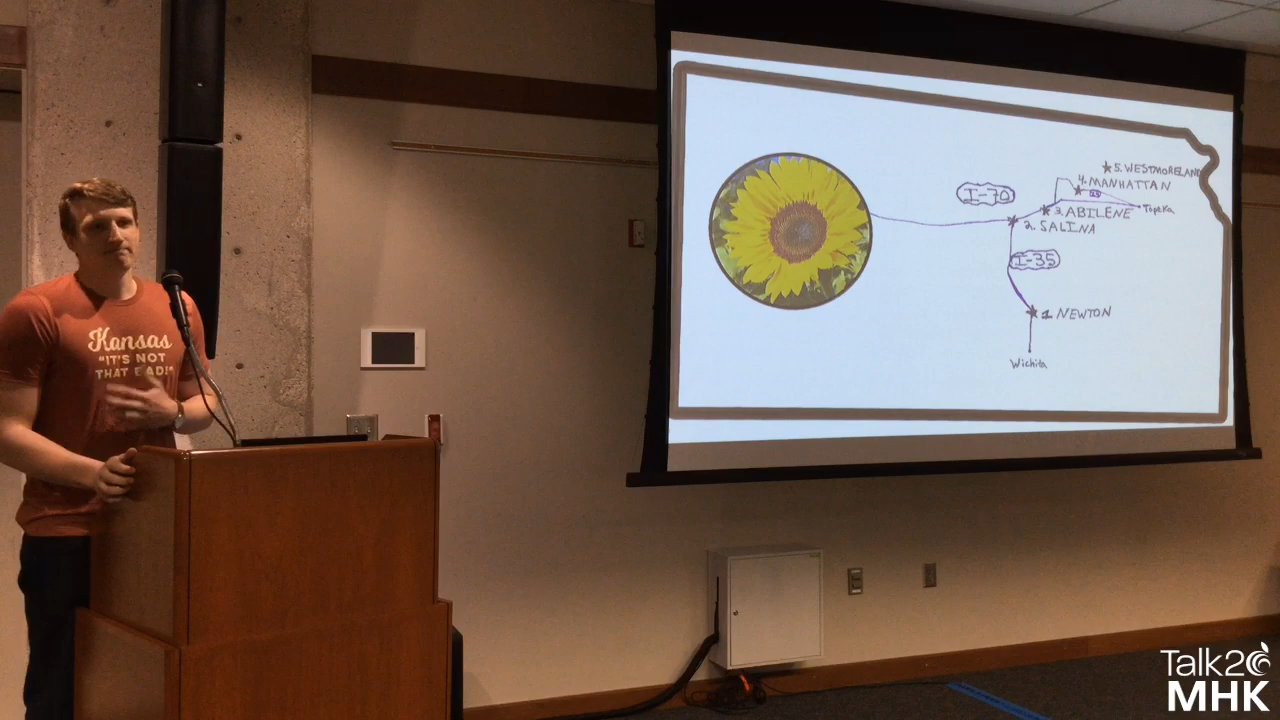 Kansas
"IT'S NOT
THAT BAD!"
I-70
5. WESTMORELAND
4. MANHATTAN
3. ABILENE
Topeka
2. SALINA
I-35
1. NEWTON
Wichita
Talk20
MHK